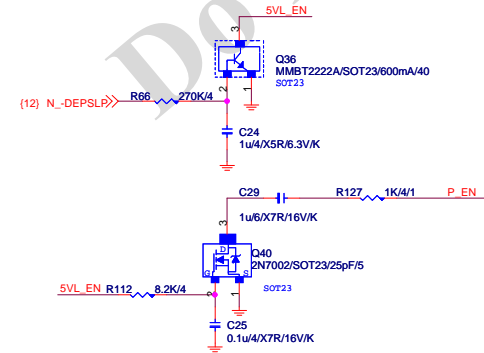 5VL_EN
3
Q36
MMBT2222A/SOT23/600mA/40
SOT23
2
1
{12} N_-DEPSLP
R66
270K/4
C24
1u/4/X5R/6.3V/K
C29
1u/6/X7R/16V/K
R127
1K/4/1
P_EN
3
D
G
S
Q40
2N7002/SOT23/25pF/5
SOT23
2
1
5VL_EN
R112
8.2K/4
C25
0.1u/4/X7R/16V/K
Do